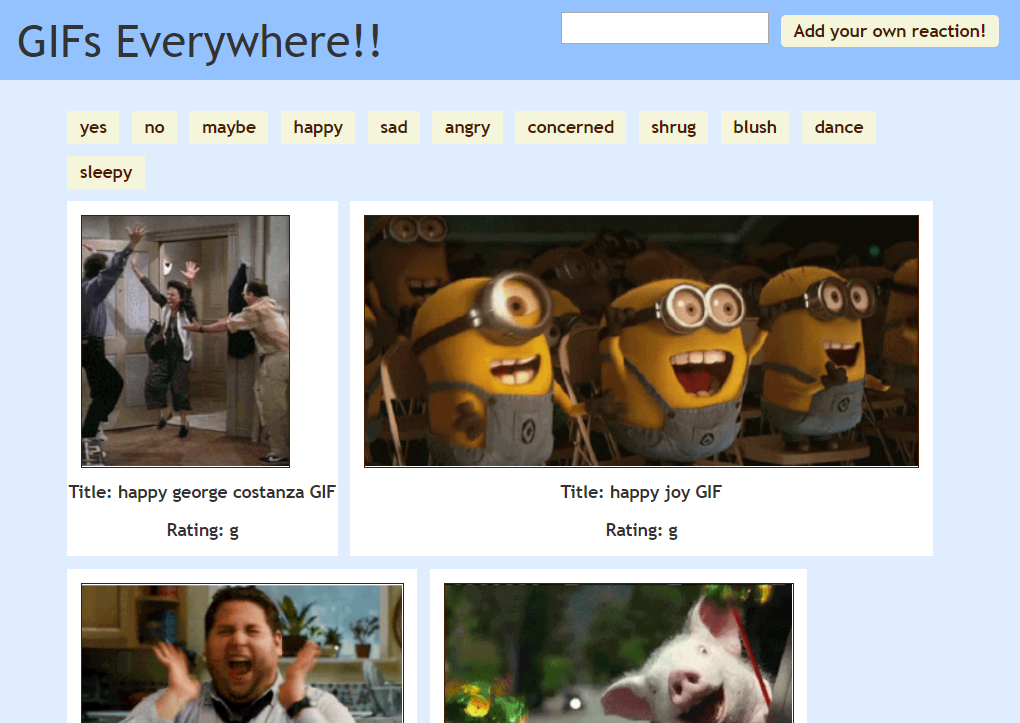 GIFs Everywhere!!
Add your own reaction!
yes no maybe happy sad angry concerned shrug blush dance
sleepy
Title: happy george costanza GIF
Rating: g
Title: happy joy GIF
Rating: g